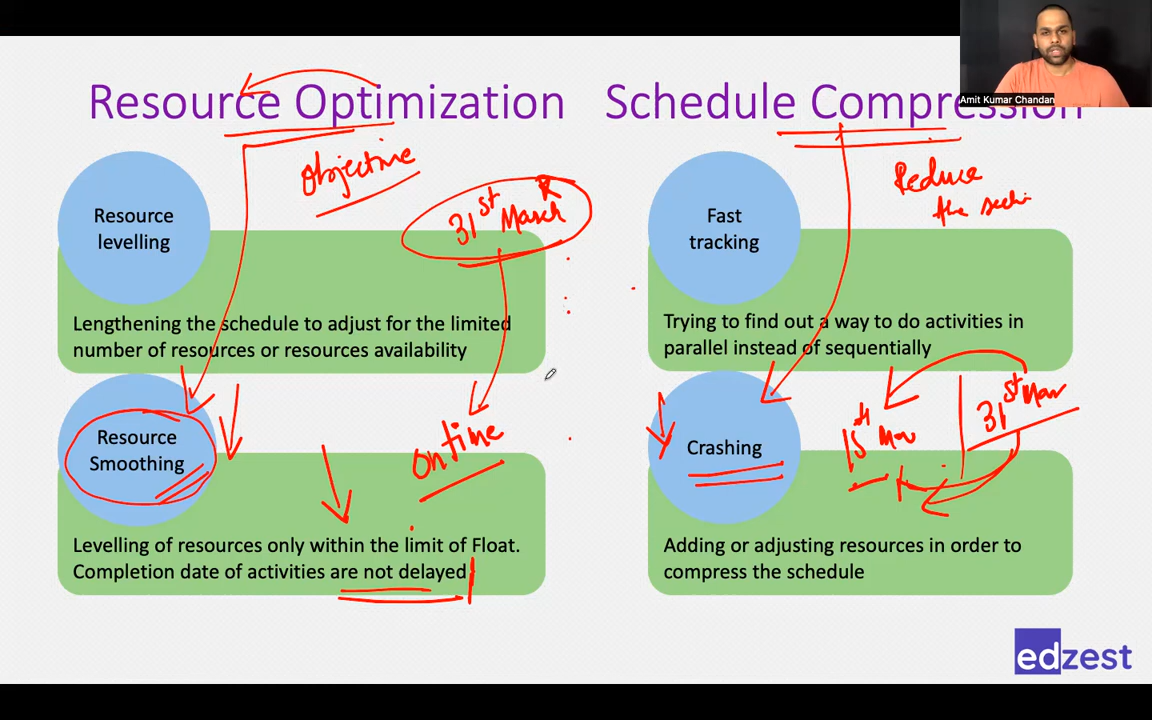 Resource Optimization
Schedule Compression
Amit Kumar Chandan
Objective
31st March
Resource
levelling
Lengthening the schedule to adjust for the limited
number of resources or resources availability
on time
Resource
Smoothing
Levelling of resources only within the limit of Float.
Completion date of activities are not delayed
Reduce
the
Fast
tracking
Trying to find out a way to do activities in
parallel instead of sequentially
15th Mar
31st Mar
Crashing
Adding or adjusting resources in order to
compress the schedule
edzest